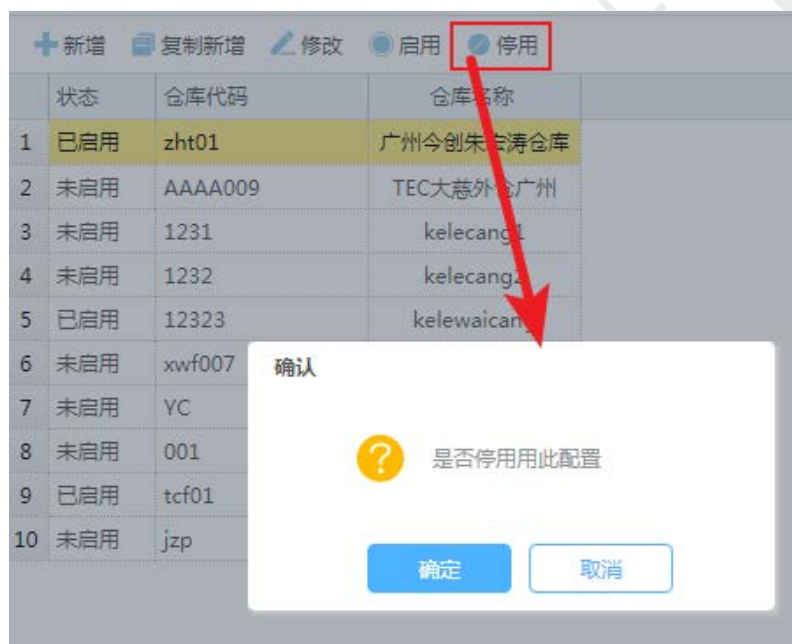 新增 复制新增 修改 启用 停用
状态 仓库代码 仓库名称
1 已启用 zht01 广州今创朱宏涛仓库
2 未启用 AAAA009 TEC大慈外仓广州
3 未启用 1231 kelecang1
4 未启用 1232 kelecang2
5 已启用 12323 kelewaicang
6 未启用 xwf007
确认
7 未启用 YC
8 未启用 001
是否停用用此配置
9 已启用 tcf01
10 未启用 jzp
确定 取消